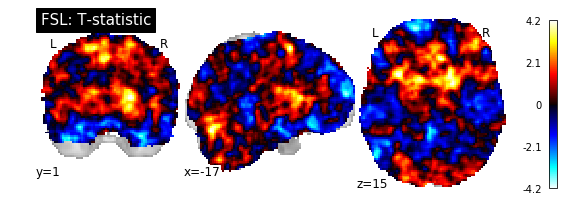 FSL: T-statistic
L R
L R
y=1
x=-17
z=15
4.2
2.1
0
-2.1
-4.2